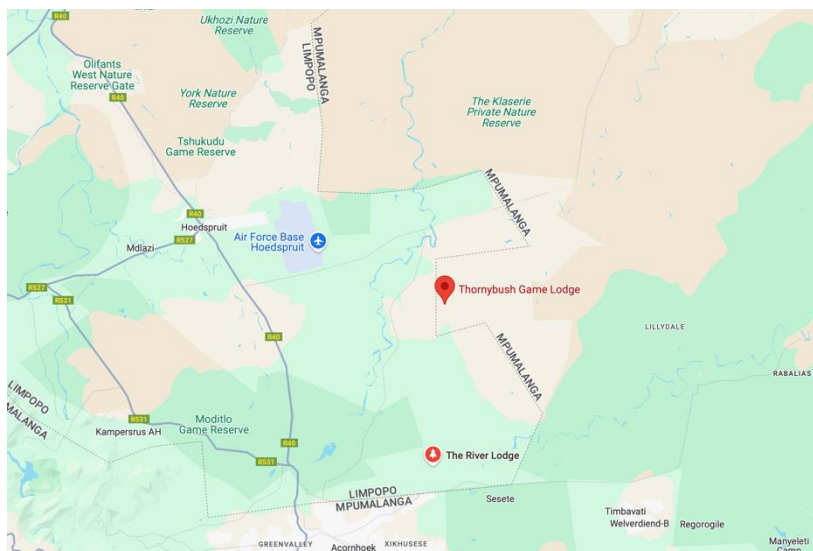 R40
Ukhozi Nature
Reserve
MPUMALANGA
LIMPOPO
Olifants
West Nature
Reserve Gate
R40
York Nature
Reserve
The Klaserie
Private Nature
Reserve
Tshukudu
Game Reserve
MPUMALANGA
R40
Hoedspruit
Air Force Base
Hoedspruit
R527
Mdlazi
R527
R531
Thornybush Game Lodge
R40
LILLYDALE
MPUMALANGA
RABALIAS
LIMPOPO
MPUMALANGA
R531
Moditlo
Game Reserve
Kampersrus AH
R40
R531
The River Lodge
LIMPOPO
MPUMALANGA
Sesete
Timbavati
Welverdiend-B
Regorogile
GREENVALLEY
Acornhoek
XIKHUSESE
Manyeleti
Camp